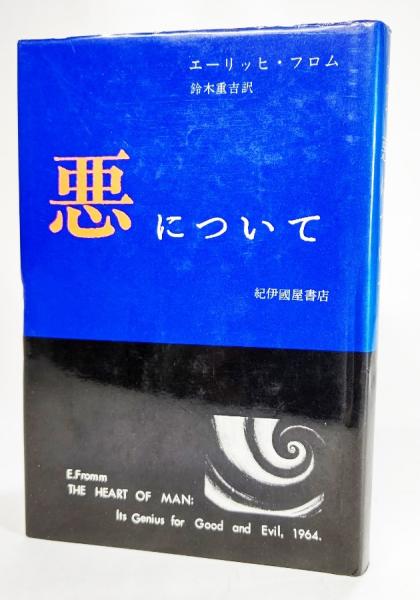 エーリッヒ・フロム
鈴木重吉訳
悪について
紀伊國屋書店
E.Fromm
THE HEART OF MAN:
Its Genius for Good and Evil, 1964.